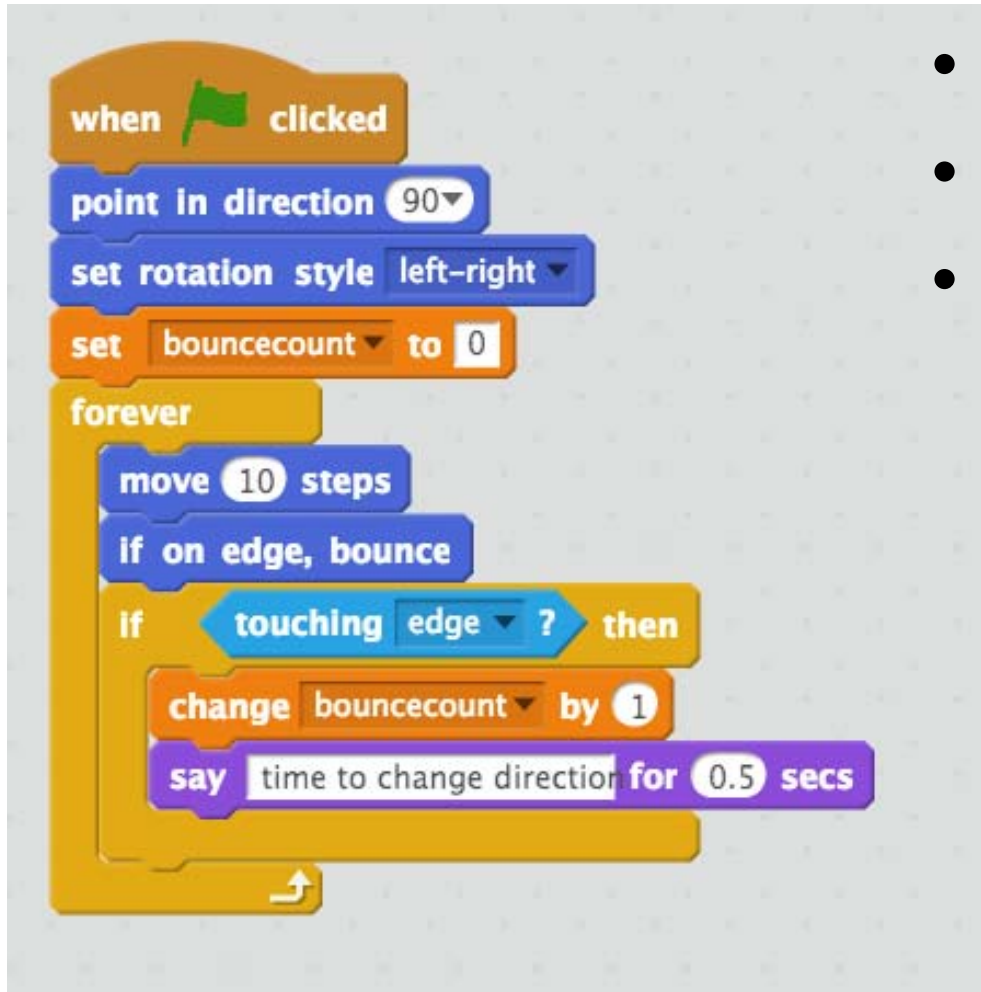 when clicked
point in direction 90
set rotation style left-right
set bouncecount to 0
forever
move 10 steps
if on edge, bounce
if touching edge ? then
change bouncecount by 1
say time to change direction for 0.5 secs